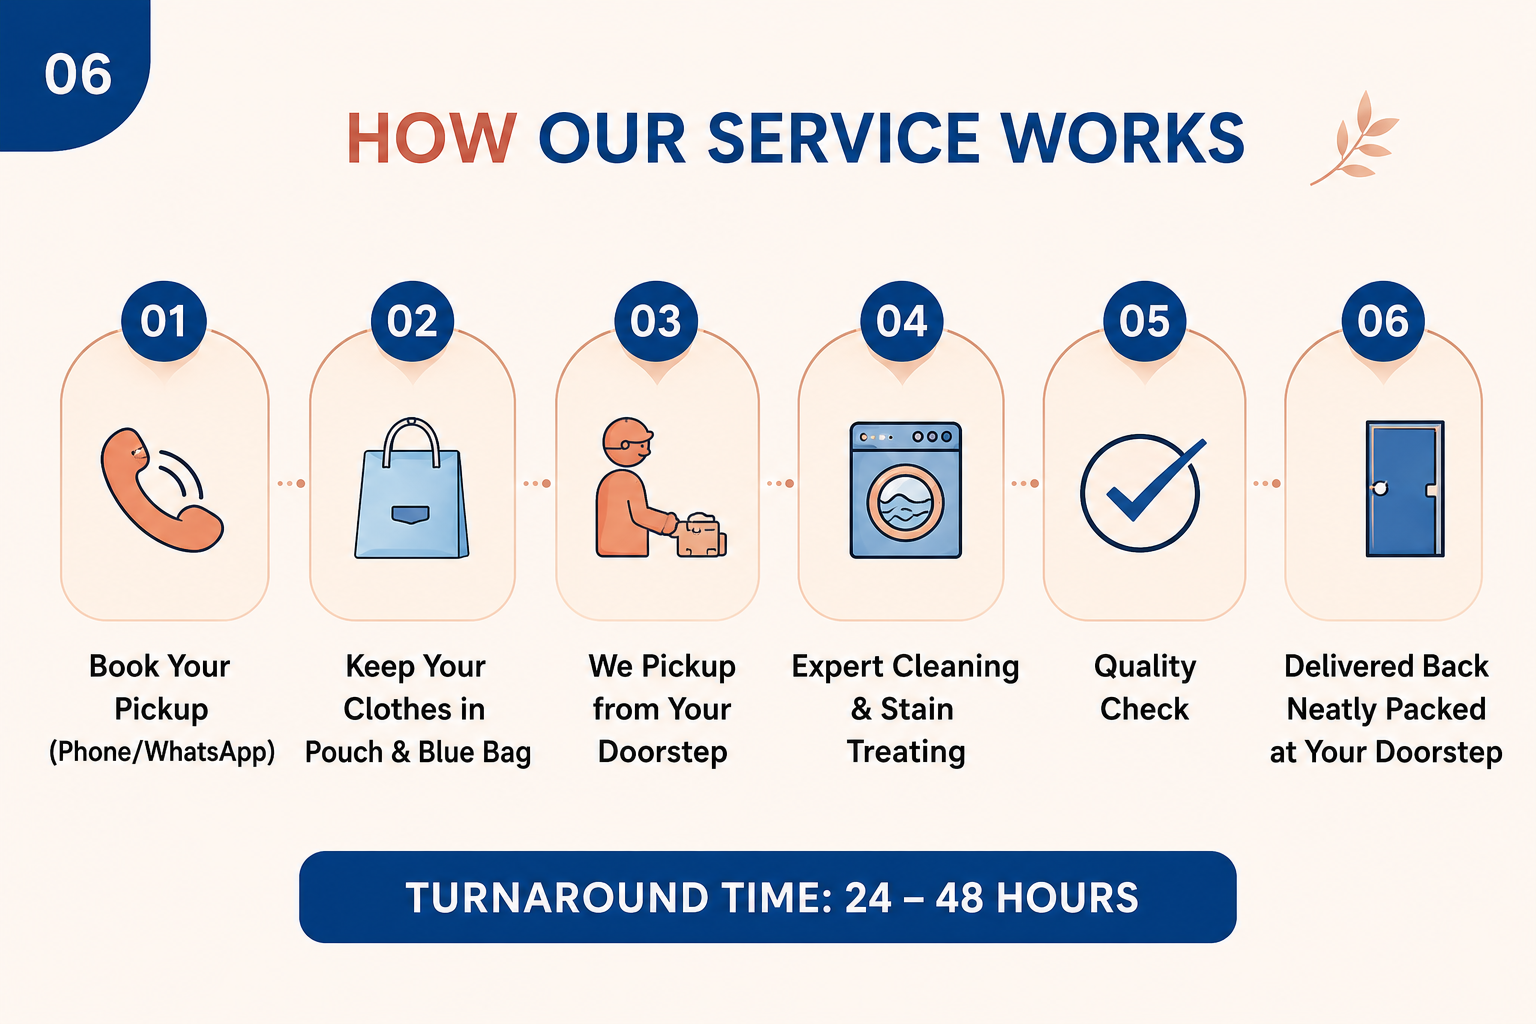 06
HOW OUR SERVICE WORKS
01
02
03
04
05
06
Book Your
Pickup
(Phone/WhatsApp)
Keep Your
Clothes in
Pouch & Blue Bag
We Pickup
from Your
Doorstep
Expert Cleaning
& Stain
Treating
Quality
Check
Delivered Back
Neatly Packed
at Your Doorstep
TURNAROUND TIME: 24 – 48 HOURS